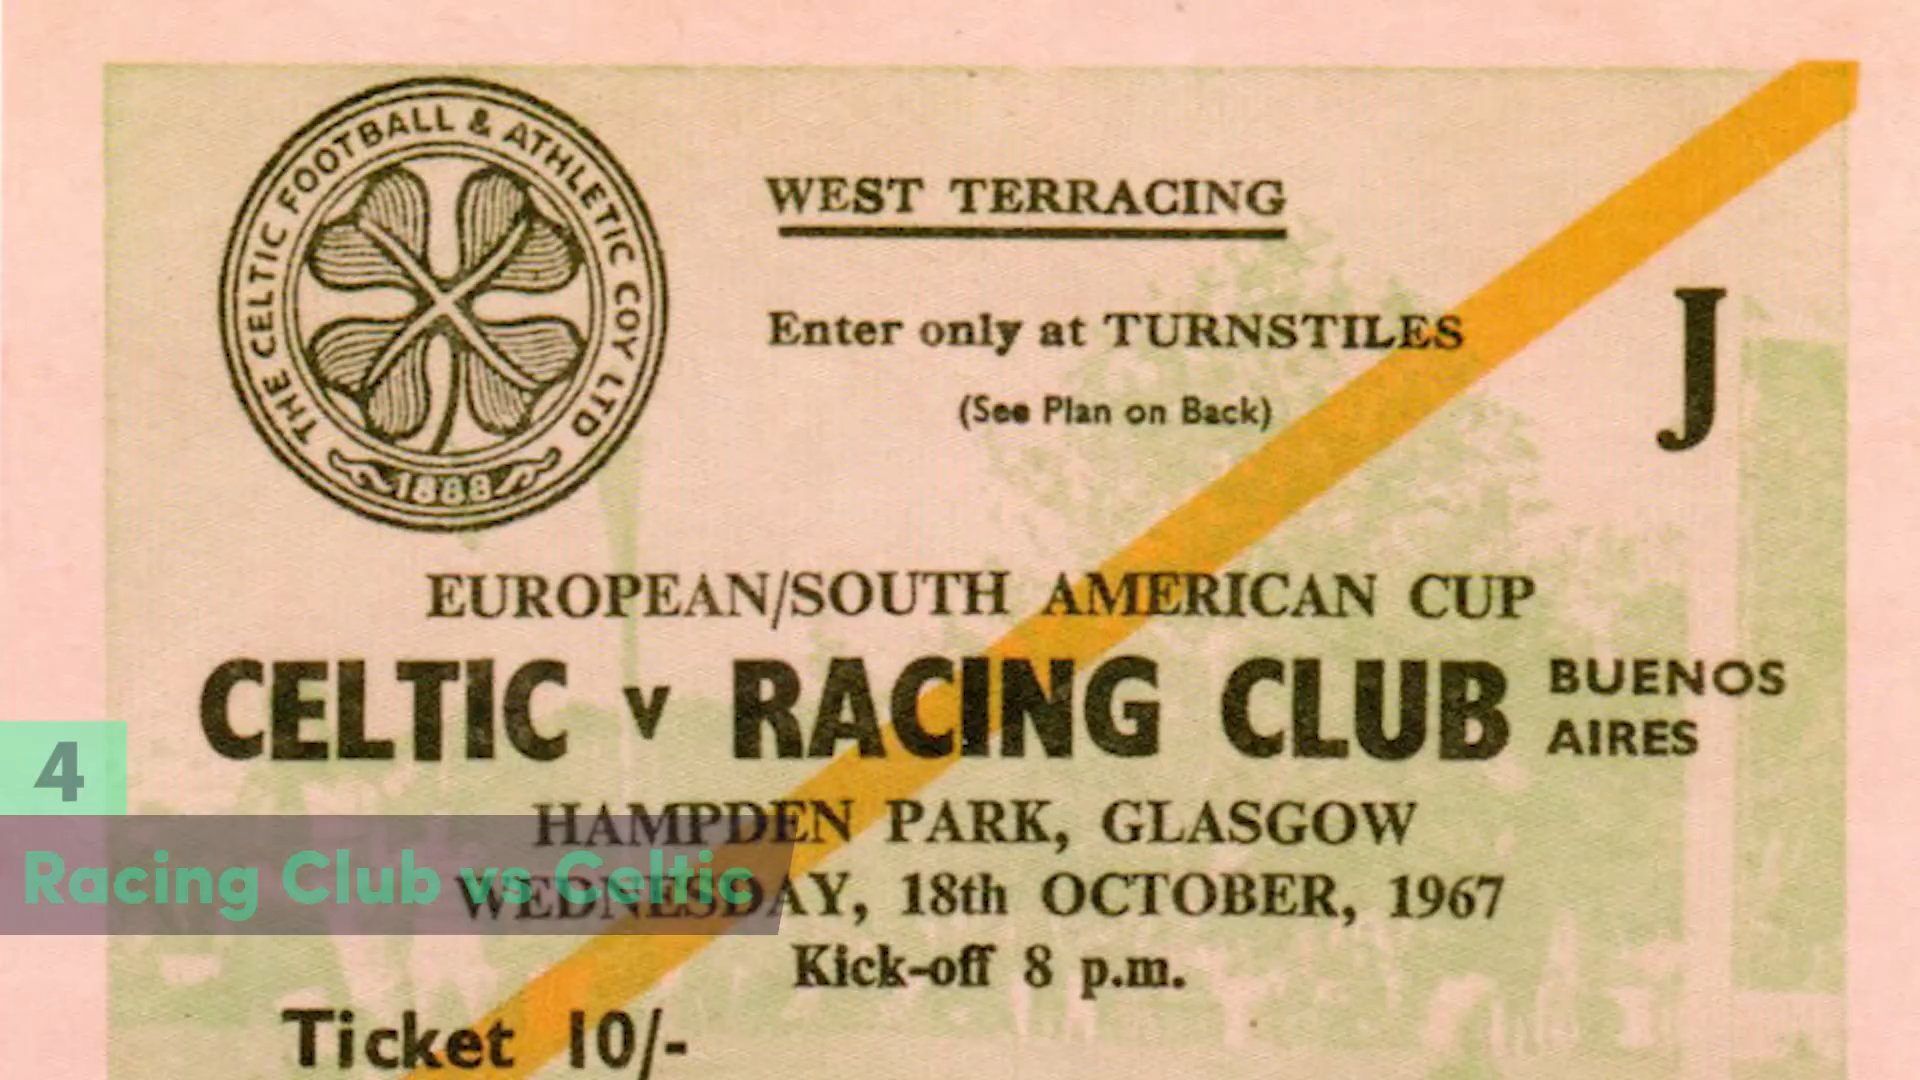 THE CELTIC FOOTBALL & ATHLETIC COY LTD
1888
WEST TERRACING
Enter only at TURNSTILES
J
(See Plan on Back)
EUROPEAN/SOUTH AMERICAN CUP
CELTIC v RACING CLUB BUENOS AIRES
HAMPDEN PARK, GLASGOW
WEDNESDAY, 18th OCTOBER, 1967
Kick-off 8 p.m.
Ticket 10/-
4
Racing Club vs Celtic